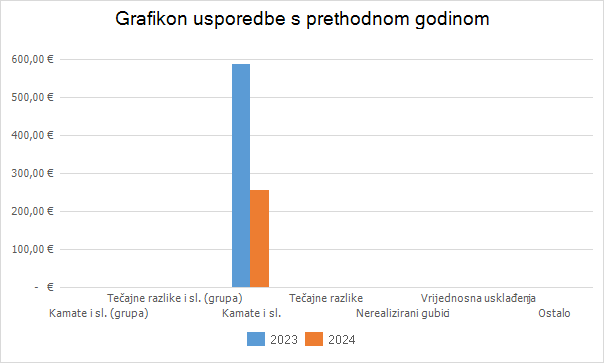 Grafikon usporedbe s prethodnom godinom
600,00 €
500,00 €
400,00 €
300,00 €
200,00 €
100,00 €
- €
Tečajne razlike i sl. (grupa) Tečajne razlike Vrijednosna usklađenja
Kamate i sl. (grupa) Kamate i sl. Nerealizirani gubici Ostalo
2023 2024